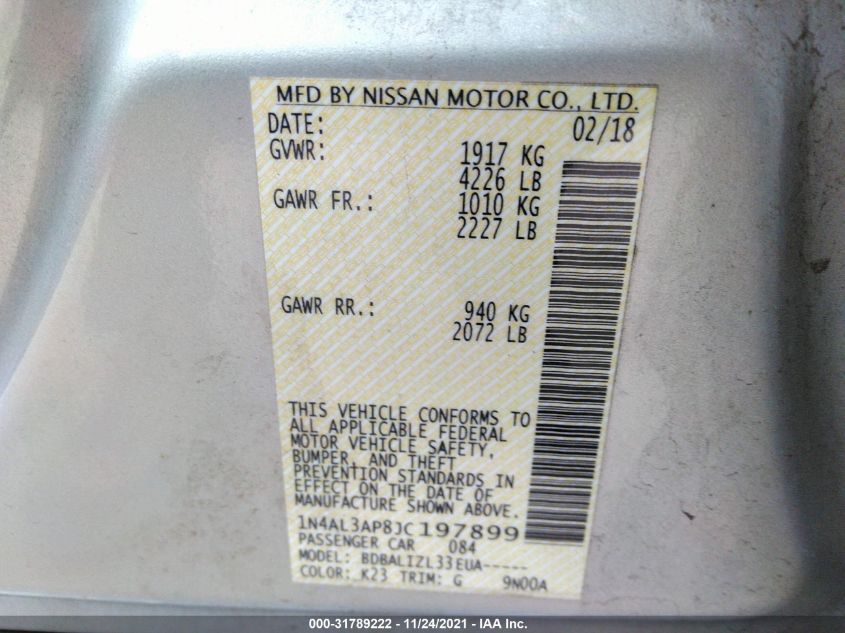 MFD BY NISSAN MOTOR CO., LTD.
DATE: 02/18
GVWR: 1917 KG
4226 LB
GAWR FR.: 1010 KG
2227 LB
GAWR RR.: 940 KG
2072 LB
THIS VEHICLE CONFORMS TO
ALL APPLICABLE FEDERAL
MOTOR VEHICLE SAFETY,
BUMPER, AND THEFT
PREVENTION STANDARDS IN
EFFECT ON THE DATE OF
MANUFACTURE SHOWN ABOVE.
1N4AL3AP8JC197899
PASSENGER CAR 084
MODEL: BDBALIZL33EUA-----
COLOR: K23 TRIM: G 9N00A
000-31789222 - 11/24/2021 - IAA Inc.